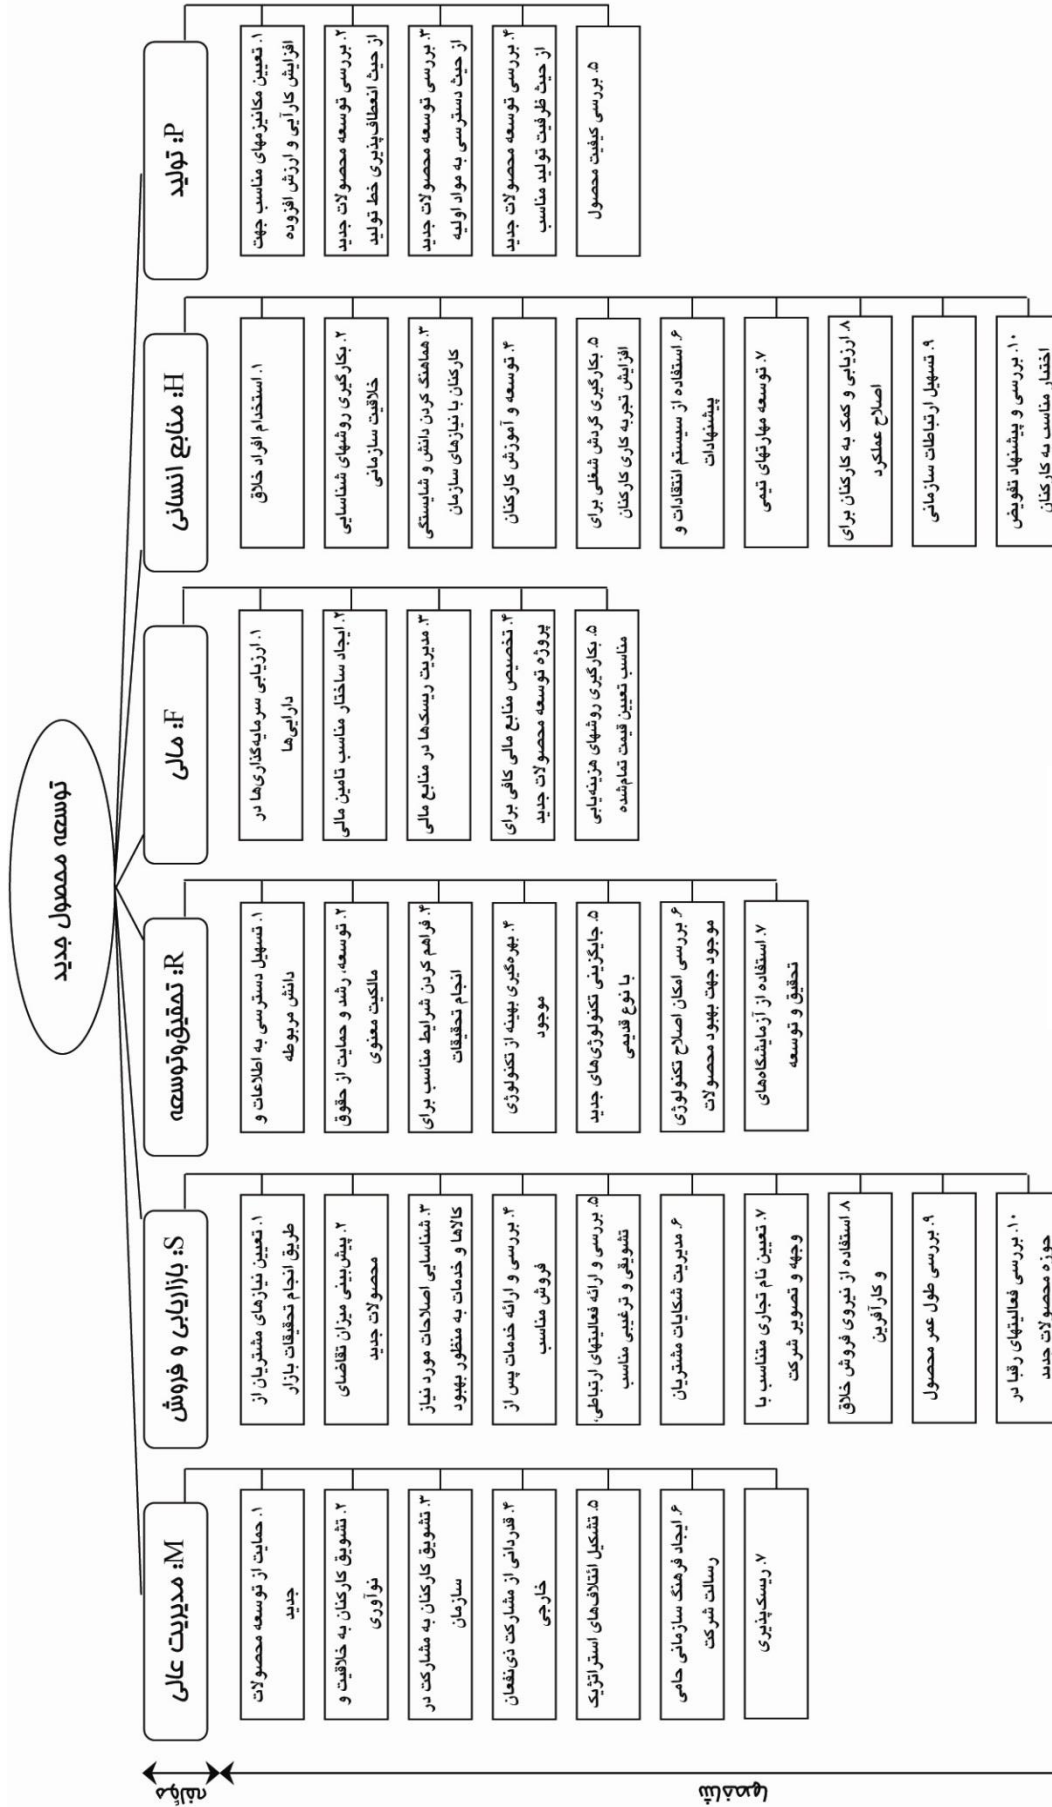 توسعه محصول جدید
مؤلفه
شاخصها
P: تولید
۱. تعیین مکانیزمهای مناسب جهت
افزایش کارآیی و ارزش افزوده
۲. بررسی توسعه محصولات جدید
از حیث انعطاف‌پذیری خط تولید
۳. بررسی توسعه محصولات جدید
از حیث دسترسی به مواد اولیه
۴. بررسی توسعه محصولات جدید
از حیث ظرفیت تولید مناسب
۵. بررسی کیفیت محصول
H: منابع انسانی
۱. استخدام افراد خلاق
۲. بکارگیری روشهای شناسایی
خلاقیت سازمانی
۳. هماهنگ کردن دانش و شایستگی
کارکنان با نیازهای سازمان
۴. توسعه و آموزش کارکنان
۵. بکارگیری گردش شغلی برای
افزایش تجربه کاری کارکنان
۶. استفاده از سیستم انتقادات و
پیشنهادات
۷. توسعه مهارتهای تیمی
۸. ارزیابی و کمک به کارکنان برای
اصلاح عملکرد
۹. تسهیل ارتباطات سازمانی
۱۰. بررسی و پیشنهاد تفویض
اختیار مناسب به کارکنان
F: مالی
۱. ارزیابی سرمایه‌گذاری‌ها در
دارایی‌ها
۲. ایجاد ساختار مناسب تامین مالی
۳. مدیریت ریسک‌ها در منابع مالی
۴. تخصیص منابع مالی کافی برای
پروژه توسعه محصولات جدید
۵. بکارگیری روشهای هزینه‌یابی
مناسب تعیین قیمت تمام‌شده
R: تحقیق‌و‌توسعه
۱. تسهیل دسترسی به اطلاعات و
دانش مربوطه
۲. توسعه، رشد و حمایت از حقوق
مالکیت معنوی
۳. فراهم کردن شرایط مناسب برای
انجام تحقیقات
۴. بهره‌گیری بهینه از تکنولوژی
موجود
۵. جایگزینی تکنولوژی‌های جدید
با نوع قدیمی
۶. بررسی امکان اصلاح تکنولوژی
موجود جهت بهبود محصولات
۷. استفاده از آزمایشگاه‌های
تحقیق و توسعه
S: بازاریابی و فروش
۱. تعیین نیازهای مشتریان از
طریق انجام تحقیقات بازار
۲. پیش‌بینی میزان تقاضای
محصولات جدید
۳. شناسایی اصلاحات مورد نیاز
کالاها و خدمات به منظور بهبود
۴. بررسی و ارائه خدمات پس از
فروش مناسب
۵. بررسی و ارائه فعالیتهای ارتباطی،
تشویقی و ترغیبی مناسب
۶. مدیریت شکایات مشتریان
۷. تعیین نام تجاری متناسب با
وجهه و تصویر شرکت
۸. استفاده از نیروی فروش خلاق
و کارآفرین
۹. بررسی طول عمر محصول
۱۰. بررسی فعالیتهای رقبا در
حوزه محصولات جدید
M: مدیریت عالی
۱. حمایت از توسعه محصولات
جدید
۲. تشویق کارکنان به خلاقیت و
نوآوری
۳. تشویق کارکنان به مشارکت در
سازمان
۴. قدردانی از مشارکت ذی‌نفعان
خارجی
۵. تشکیل ائتلاف‌های استراتژیک
۶. ایجاد فرهنگ سازمانی حامی
رسالت شرکت
۷. ریسک‌پذیری